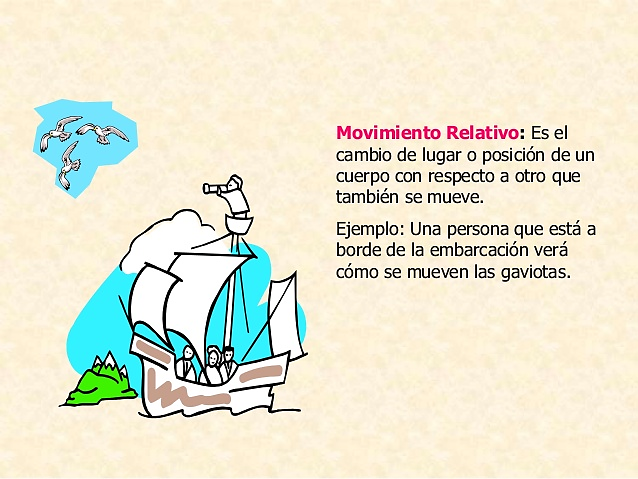 Movimiento Relativo: Es el
cambio de lugar o posición de un
cuerpo con respecto a otro que
también se mueve.
Ejemplo: Una persona que está a
borde de la embarcación verá
cómo se mueven las gaviotas.